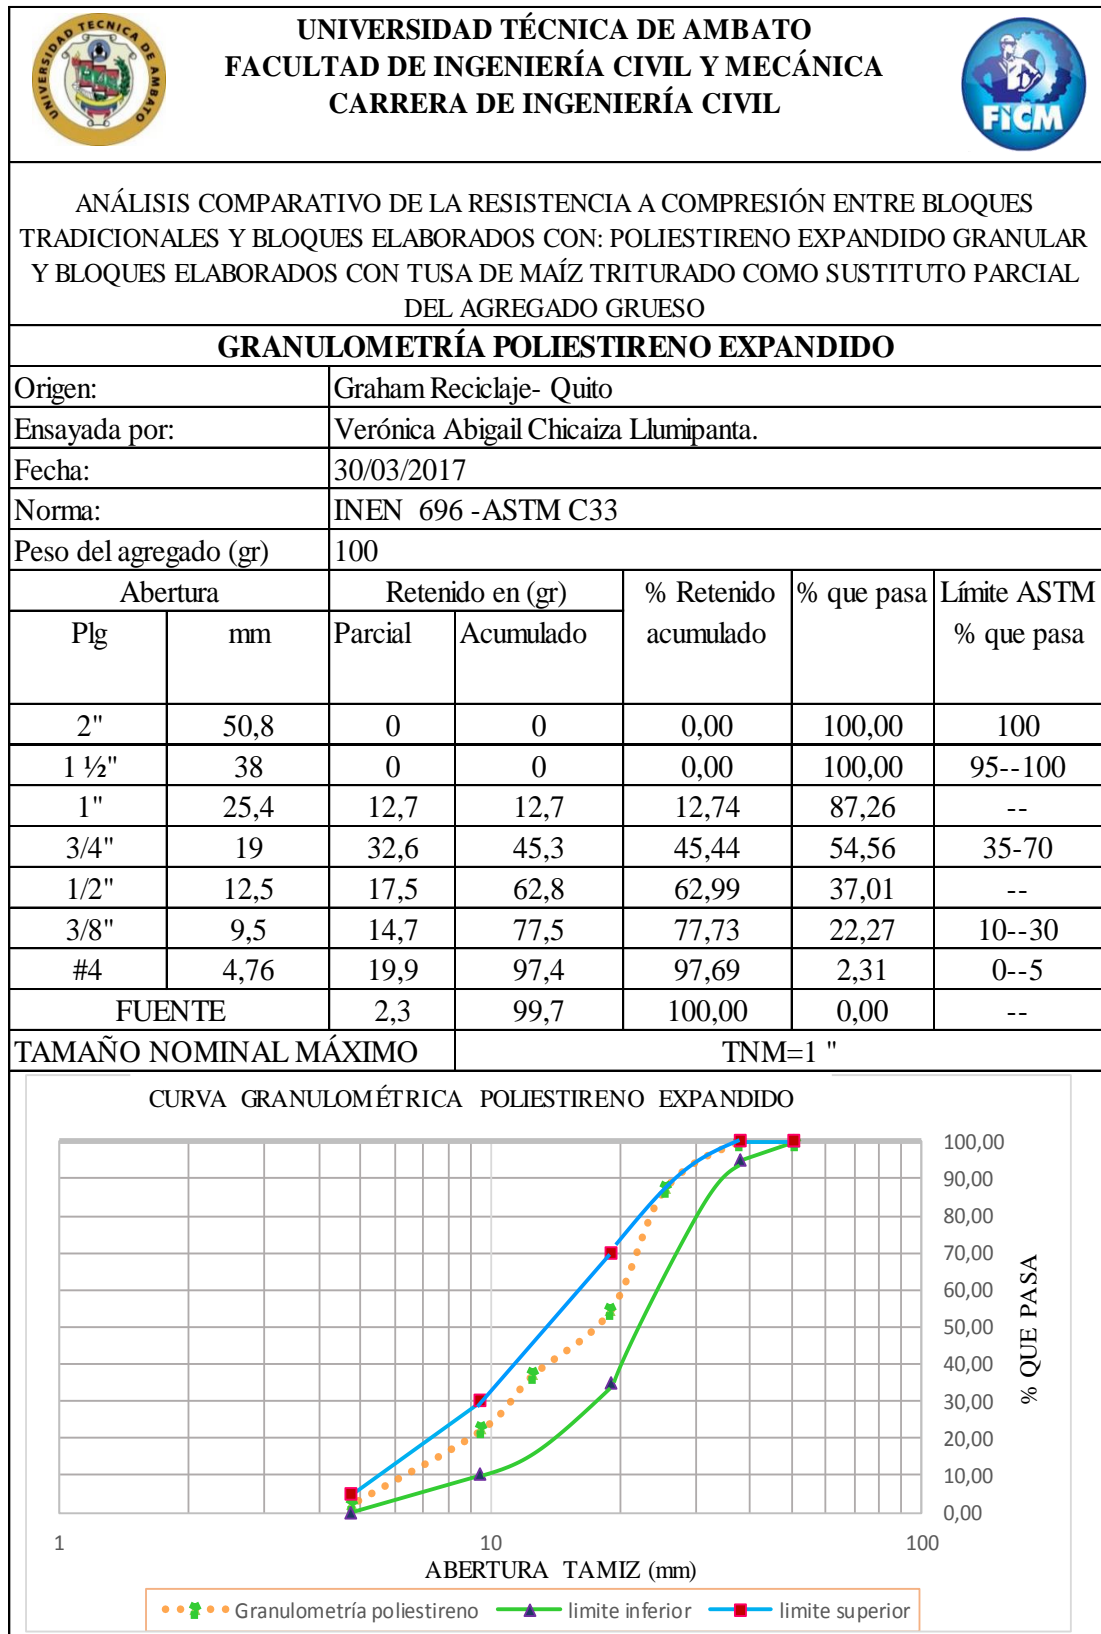 UNIVERSIDAD TÉCNICA DE AMBATO
FACULTAD DE INGENIERÍA CIVIL Y MECÁNICA
CARRERA DE INGENIERÍA CIVIL
UNIVERSIDAD TECNICA DE AMBATO
FICM
ANÁLISIS COMPARATIVO DE LA RESISTENCIA A COMPRESIÓN ENTRE BLOQUES
TRADICIONALES Y BLOQUES ELABORADOS CON: POLIESTIRENO EXPANDIDO GRANULAR
Y BLOQUES ELABORADOS CON TUSA DE MAÍZ TRITURADO COMO SUSTITUTO PARCIAL
DEL AGREGADO GRUESO
GRANULOMETRÍA POLIESTIRENO EXPANDIDO
Origen: Graham Reciclaje- Quito
Ensayada por: Verónica Abigail Chicaiza Llumipanta.
Fecha: 30/03/2017
Norma: INEN 696 -ASTM C33
Peso del agregado (gr) 100
Abertura Retenido en (gr) % Retenido % que pasa Límite ASTM
Plg mm Parcial Acumulado acumulado % que pasa
2" 50,8 0 0 0,00 100,00 100
1 ½" 38 0 0 0,00 100,00 95--100
1" 25,4 12,7 12,7 12,74 87,26 --
3/4" 19 32,6 45,3 45,44 54,56 35-70
1/2" 12,5 17,5 62,8 62,99 37,01 --
3/8" 9,5 14,7 77,5 77,73 22,27 10--30
#4 4,76 19,9 97,4 97,69 2,31 0--5
FUENTE 2,3 99,7 100,00 0,00 --
TAMAÑO NOMINAL MÁXIMO TNM=1 "
CURVA GRANULOMÉTRICA POLIESTIRENO EXPANDIDO
100,00
90,00
80,00
70,00
60,00
50,00
40,00
30,00
20,00
10,00
0,00
% QUE PASA
1 10 100
ABERTURA TAMIZ (mm)
Granulometría poliestireno limite inferior limite superior